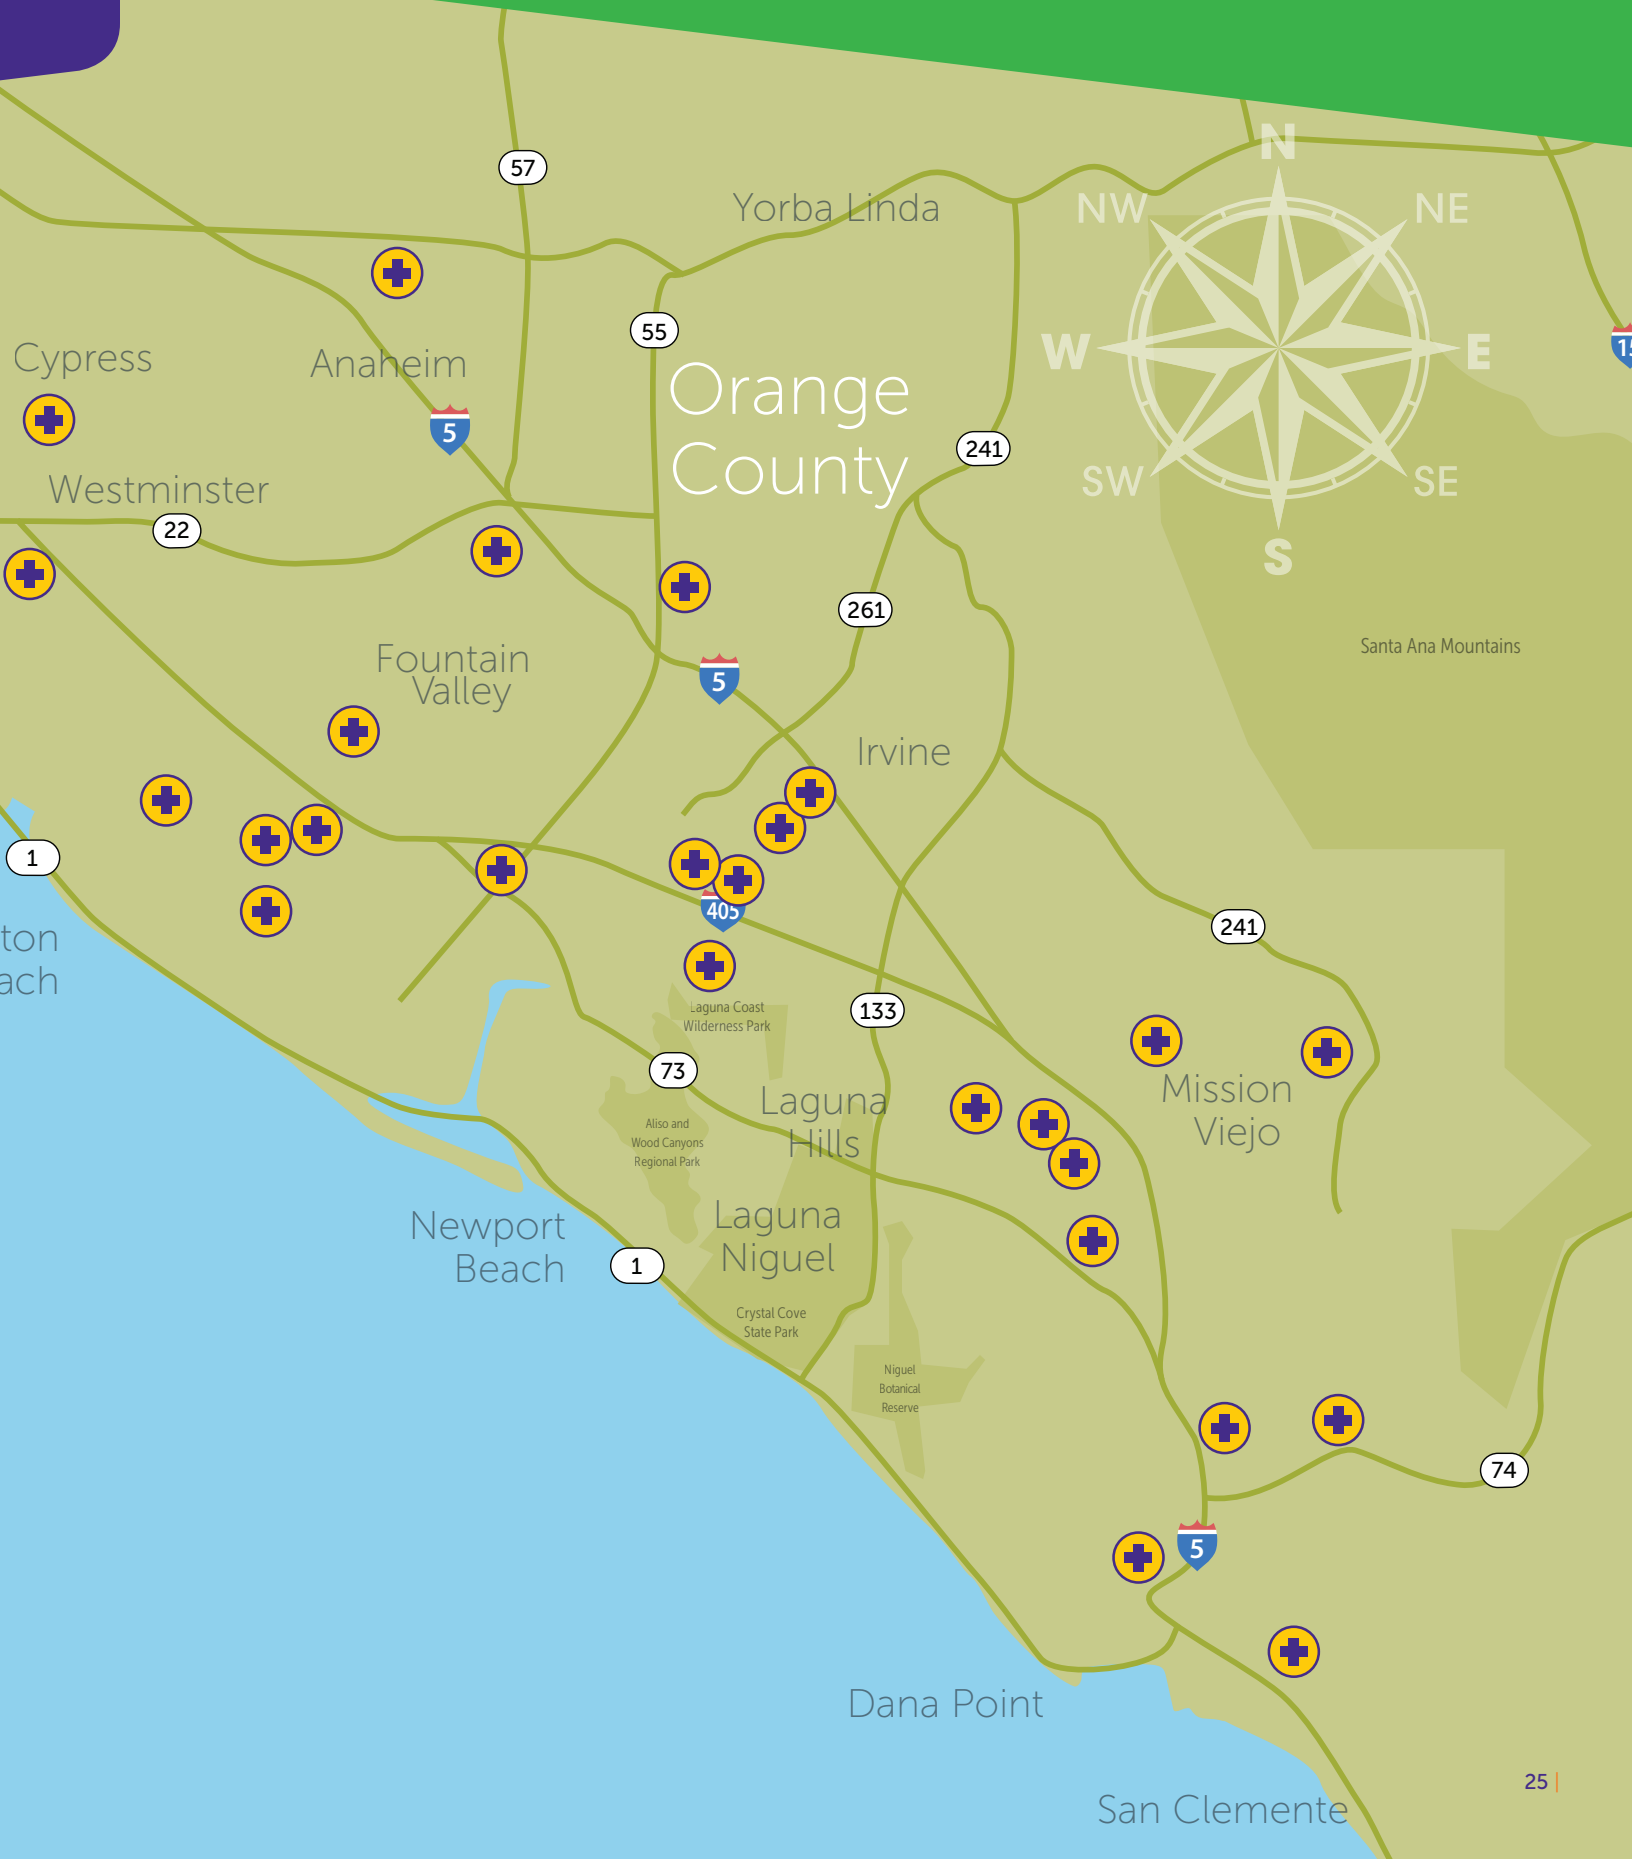 N
57
Yorba Linda
NW
NE
55
15
Cypress
Anaheim
Orange
County
W
E
5
241
SW
SE
Westminster
22
S
261
Santa Ana Mountains
Fountain
Valley
5
Irvine
1
405
241
ton
ach
Laguna Coast
Wilderness Park
133
73
Mission
Viejo
Laguna
Hills
Aliso and
Wood Canyons
Regional Park
Laguna
Niguel
Newport
Beach
1
Crystal Cove
State Park
Niguel
Botanical
Reserve
74
5
Dana Point
25 |
San Clemente